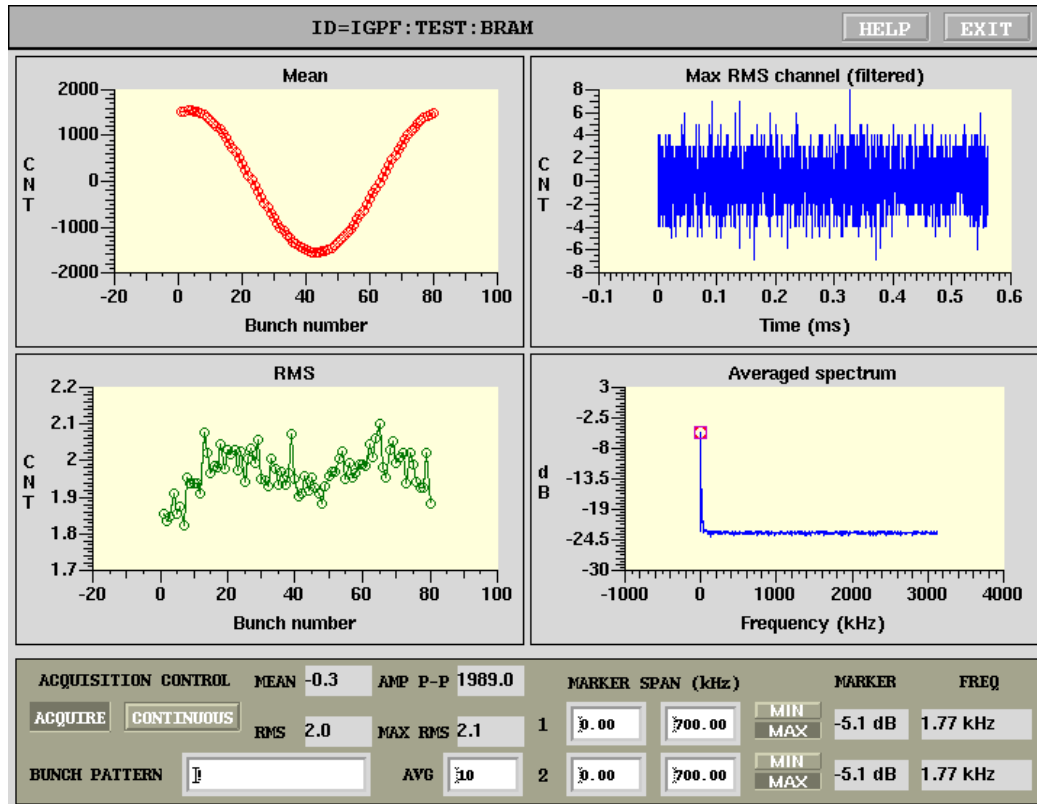 ID=IGPF:TEST:BRAM HELP EXIT
Mean
2000
1000
0
-1000
-2000
CNT
-20 0 20 40 60 80 100
Bunch number
Max RMS channel (filtered)
8
6
4
2
0
-2
-4
-6
-8
CNT
-0.1 0 0.1 0.2 0.3 0.4 0.5 0.6
Time (ms)
RMS
2.2
2.1
2
1.9
1.8
1.7
CNT
-20 0 20 40 60 80 100
Bunch number
Averaged spectrum
3
-2.5
-8
-13.5
-19
-24.5
-30
dB
-1000 0 1000 2000 3000 4000
Frequency (kHz)
ACQUISITION CONTROL MEAN -0.3 AMP P-P 1989.0 MARKER SPAN (kHz) MARKER FREQ
ACQUIRE CONTINUOUS RMS 2.0 MAX RMS 2.1 1 0.00 700.00 MIN MAX -5.1 dB 1.77 kHz
BUNCH PATTERN ! AVG 10 2 0.00 700.00 MIN MAX -5.1 dB 1.77 kHz